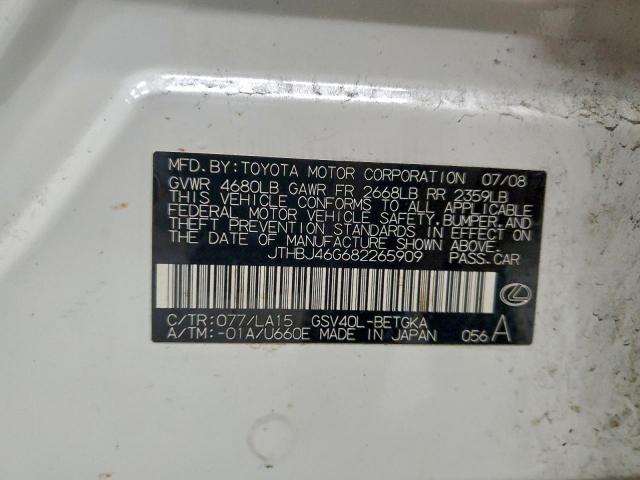 MFD. BY: TOYOTA MOTOR CORPORATION 07/08
GVWR 4680LB GAWR FR 2668LB RR 2359LB
THIS VEHICLE CONFORMS TO ALL APPLICABLE
FEDERAL MOTOR VEHICLE SAFETY, BUMPER, AND
THEFT PREVENTION STANDARDS IN EFFECT ON
THE DATE OF MANUFACTURE SHOWN ABOVE.
JTHBJ46G682265909 PASS.CAR
C/TR: 077/LA15 GSV40L-BETGKA
A/TM: -01A/U660E MADE IN JAPAN 056 A